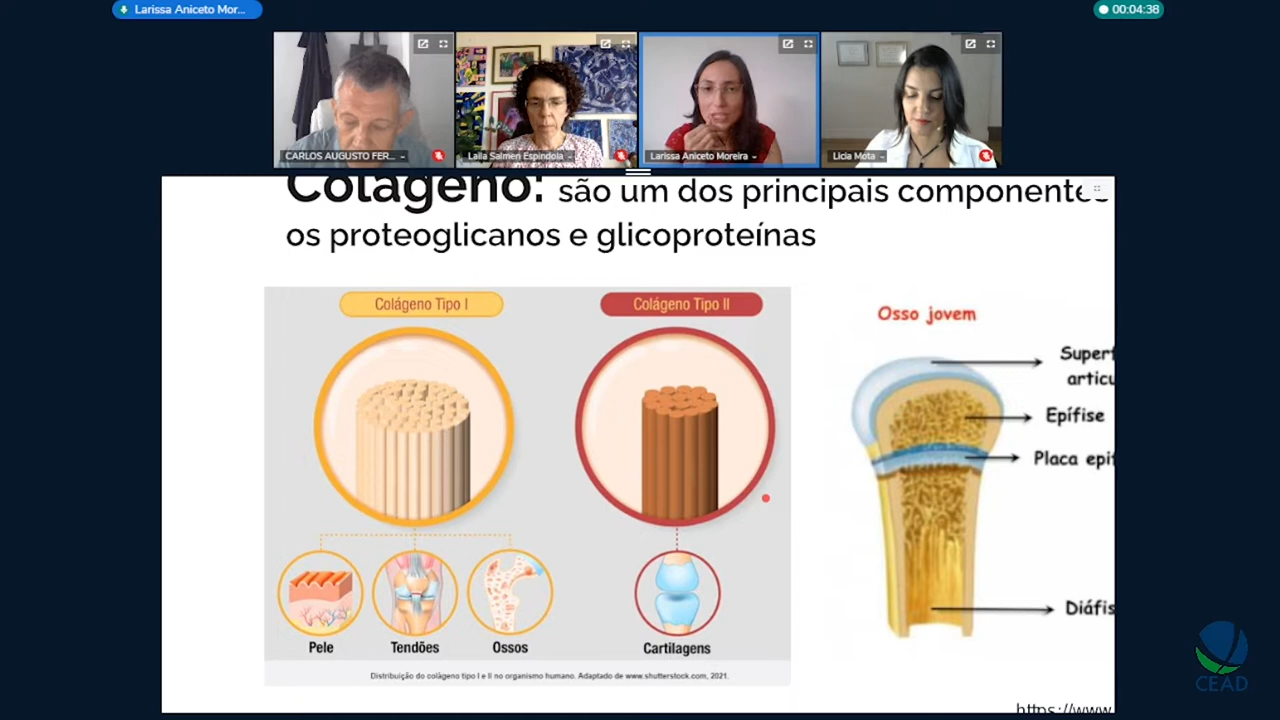 Larissa Aniceto Mor...
00:04:38
CARLOS AUGUSTO FER...
Laila Salmen Espindola
Larissa Aniceto Moreira
Licia Mota
Colágeno: são um dos principais componentes
os proteoglicanos e glicoproteínas
Colágeno Tipo I
Colágeno Tipo II
Pele
Tendões
Ossos
Cartilagens
Distribuição do colágeno tipo I e II no organismo humano. Adaptado de www.shutterstock.com, 2021.
Osso jovem
Superf
articu
Epífise
Placa epif
Diáfis
https://www
CEAD